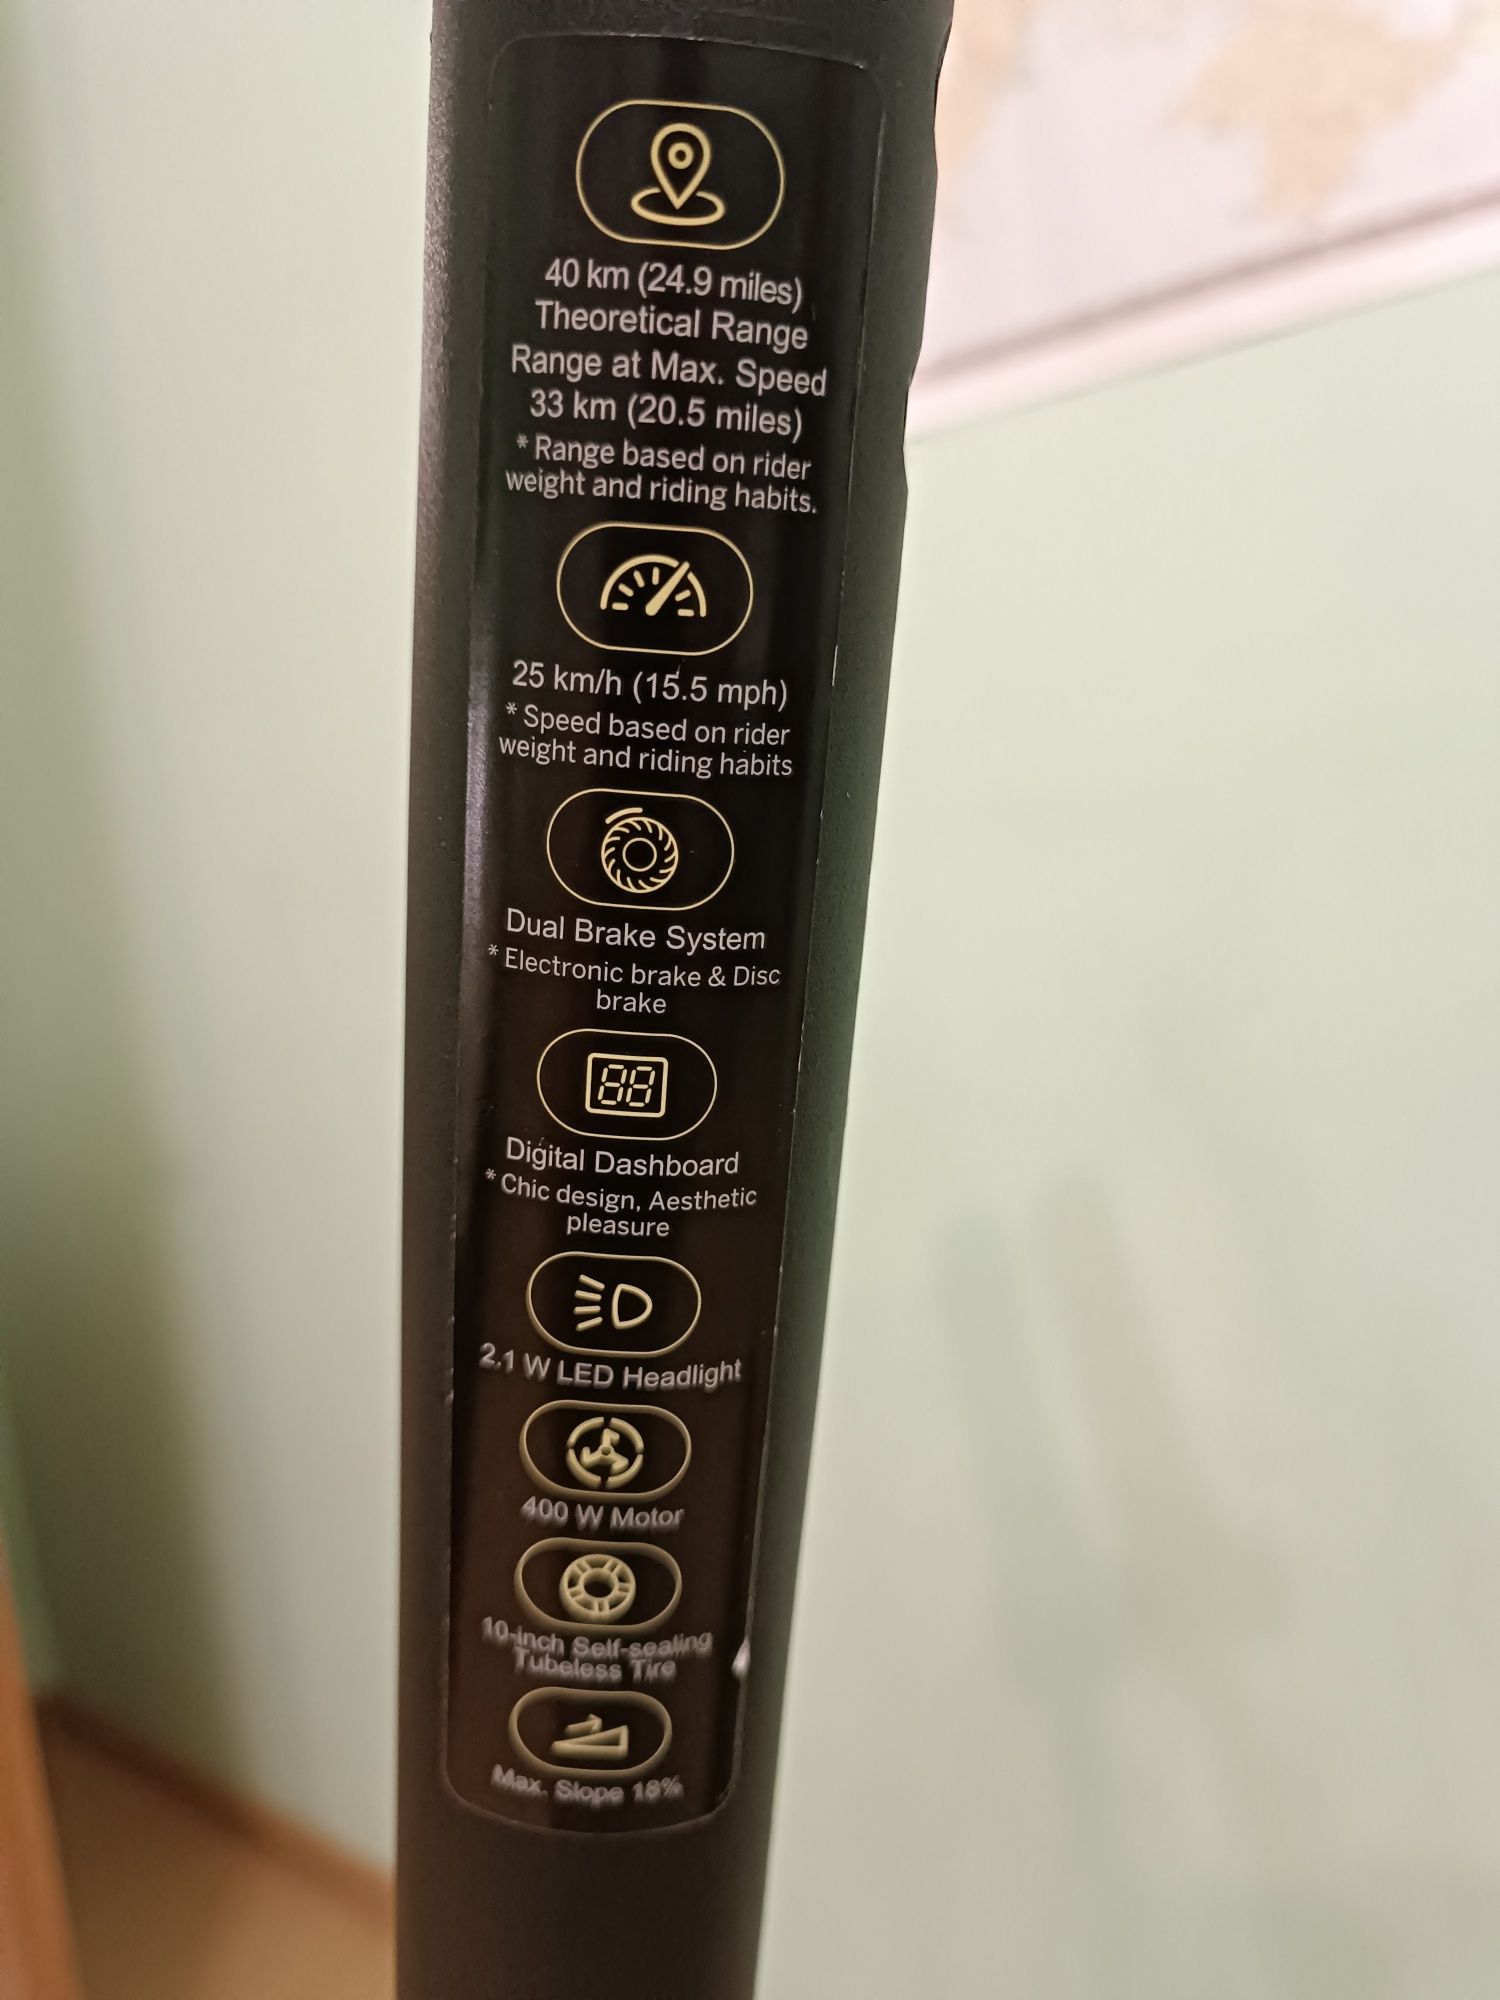 40 km (24.9 miles)
Theoretical Range
Range at Max. Speed
33 km (20.5 miles)
* Range based on rider
weight and riding habits.
25 km/h (15.5 mph)
* Speed based on rider
weight and riding habits
Dual Brake System
* Electronic brake & Disc
brake
88
Digital Dashboard
* Chic design, Aesthetic
pleasure
2.1 W LED Headlight
400 W Motor
10-inch Self-sealing
Tubeless Tire
Max. Slope 18%